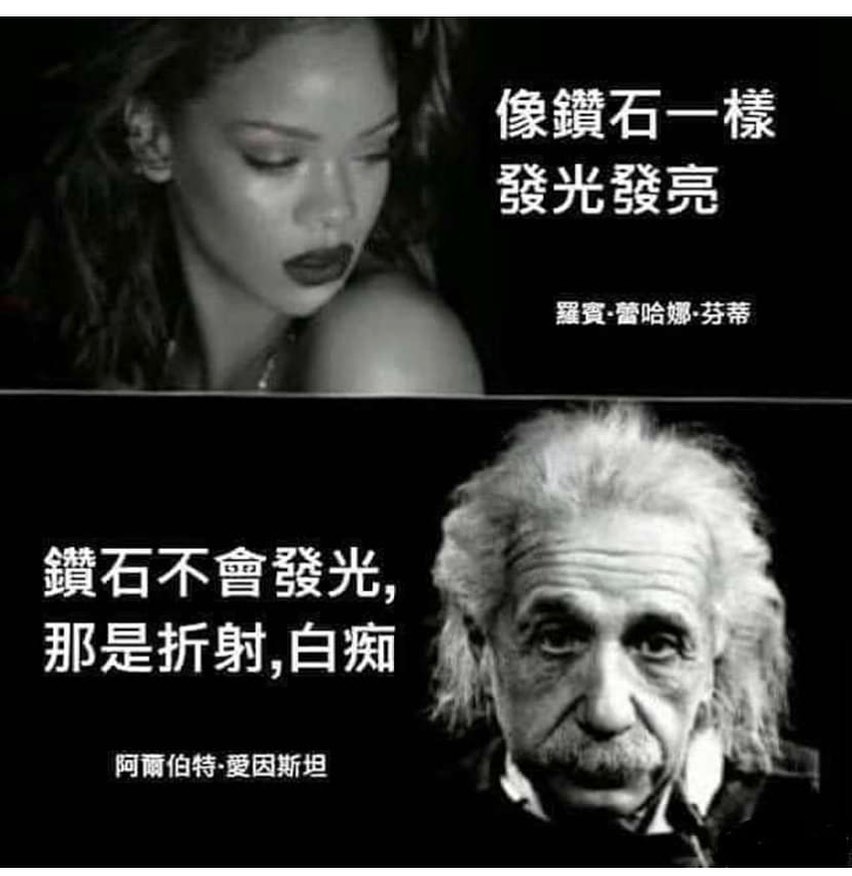 像鑽石一樣
發光發亮
羅賓·蕾哈娜·芬蒂
鑽石不會發光,
那是折射,白痴
阿爾伯特·愛因斯坦